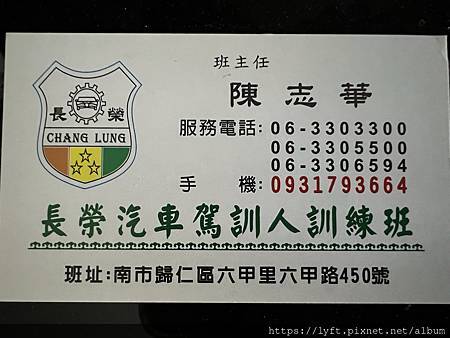 班主任
陳志華
長 榮
CHANG LUNG
服務電話: 06-3303300
06-3305500
06-3306594
手 機: 0931793664
長榮汽車駕訓人訓練班
班址:南市歸仁區六甲里六甲路450號
https://lyft.pixnet.net/album